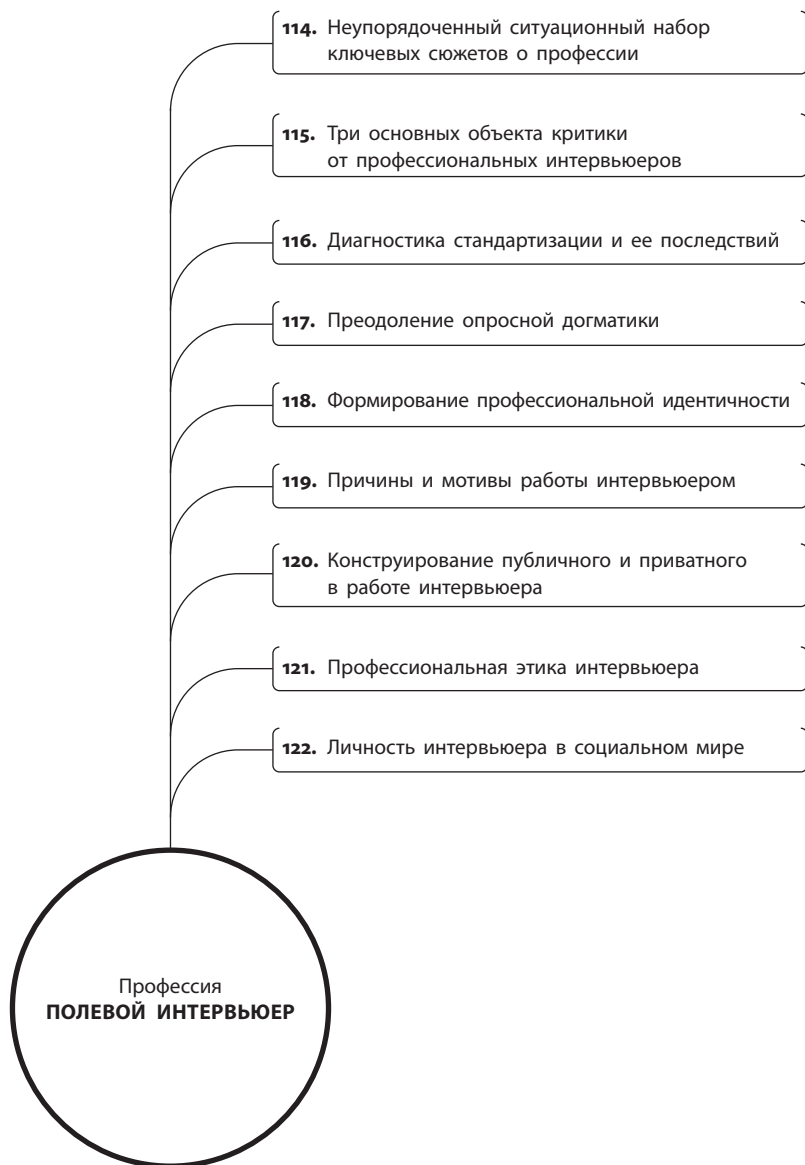 114. Неупорядоченный ситуационный набор
ключевых сюжетов о профессии
115. Три основных объекта критики
от профессиональных интервьюеров
116. Диагностика стандартизации и ее последствий
117. Преодоление опросной догматики
118. Формирование профессиональной идентичности
119. Причины и мотивы работы интервьюером
120. Конструирование публичного и приватного
в работе интервьюера
121. Профессиональная этика интервьюера
122. Личность интервьюера в социальном мире
Профессия
ПОЛЕВОЙ ИНТЕРВЬЮЕР